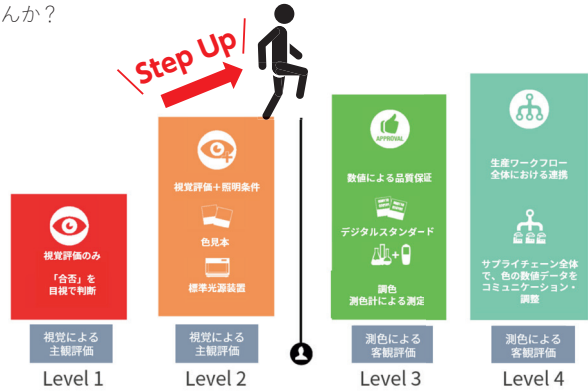 んか？
Step Up
視覚評価のみ
「合否」を
目視で判断
視覚による
主観評価
Level 1
視覚評価＋照明条件
色見本
標準光源装置
視覚による
主観評価
Level 2
APPROVAL
数値による品質保証
デジタルスタンダード
調色
測色計による測定
測色による
客観評価
Level 3
生産ワークフロー
全体における連携
サプライチェーン全体
で、色の数値データを
コミュニケーション・
調整
測色による
客観評価
Level 4